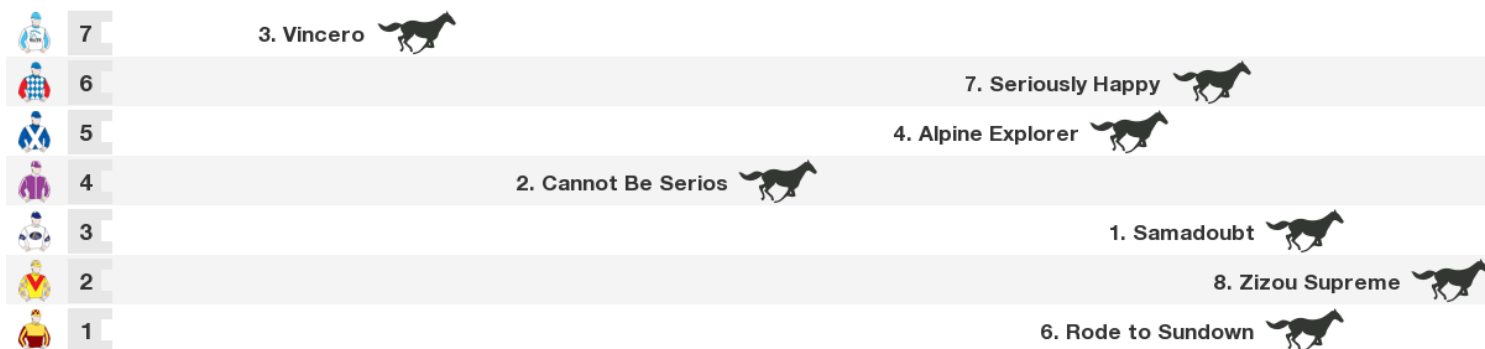 7 3. Vincero
6 7. Seriously Happy
5 4. Alpine Explorer
4 2. Cannot Be Serios
3 1. Samadoubt
2 8. Zizou Supreme
1 6. Rode to Sundown